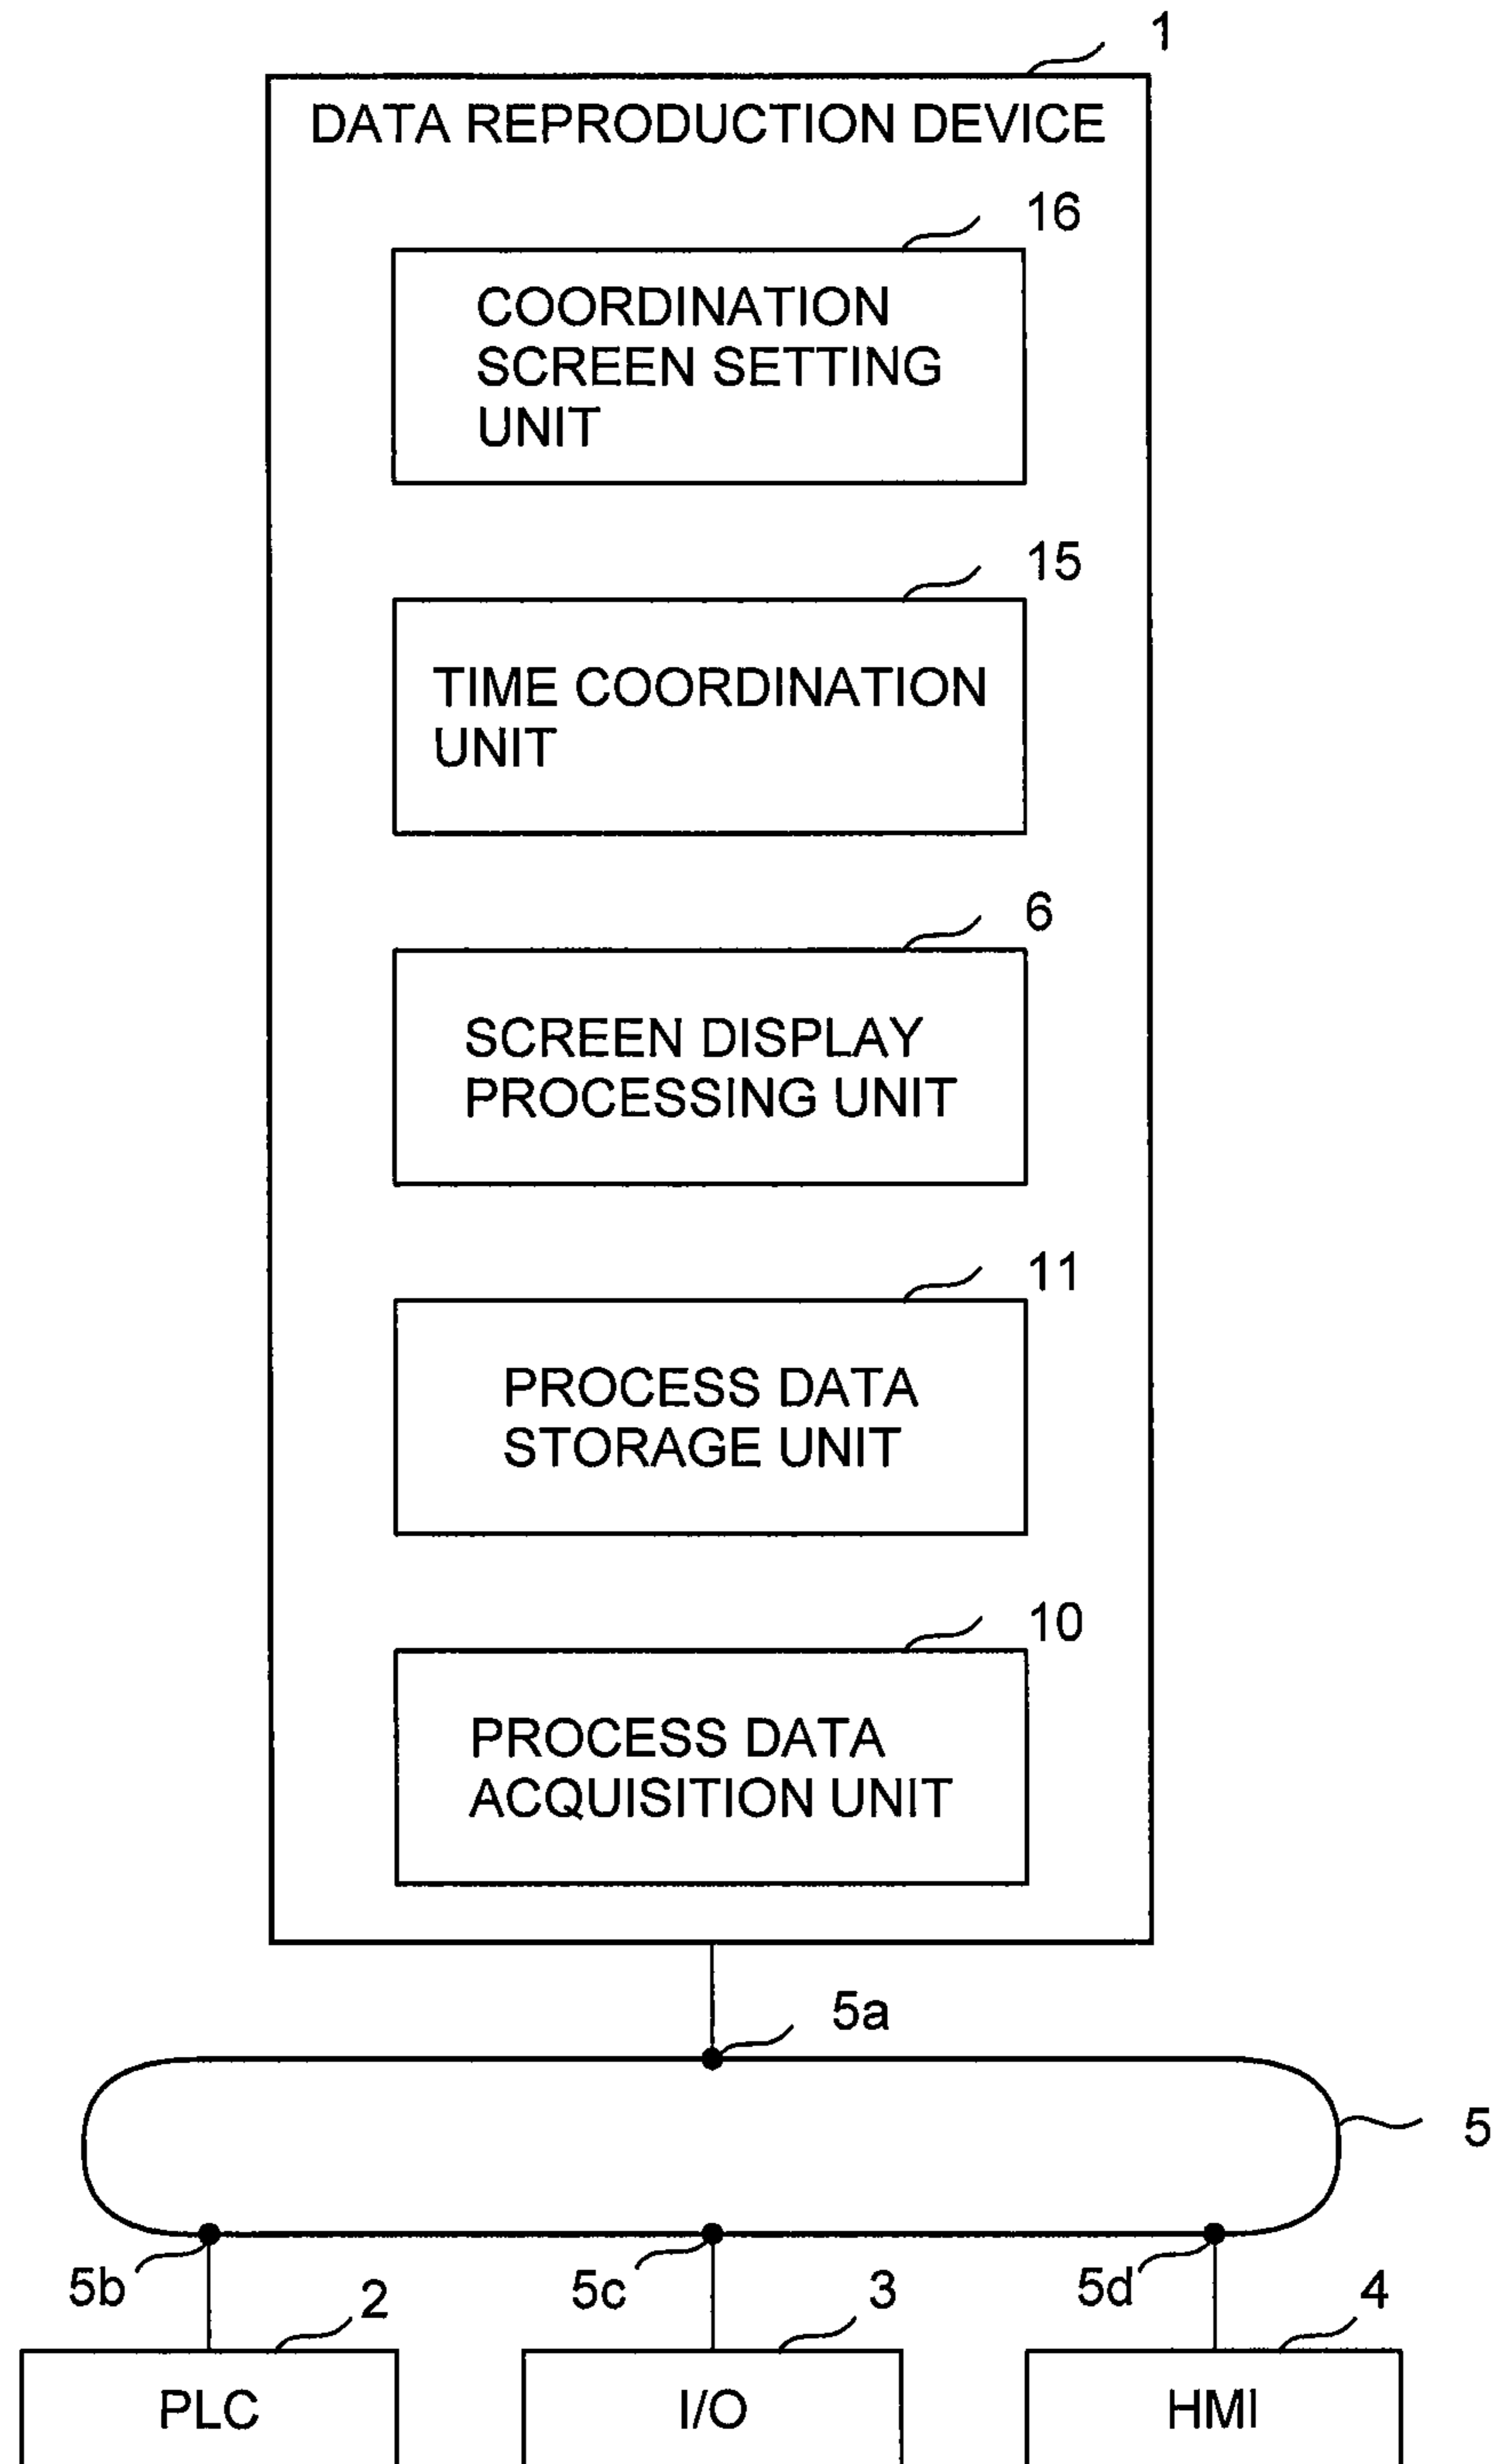 1
DATA REPRODUCTION DEVICE
16
COORDINATION
SCREEN SETTING
UNIT
15
TIME COORDINATION
UNIT
6
SCREEN DISPLAY
PROCESSING UNIT
11
PROCESS DATA
STORAGE UNIT
10
PROCESS DATA
ACQUISITION UNIT
5a
5
5b
5c
5d
2
3
4
PLC
I/O
HMI